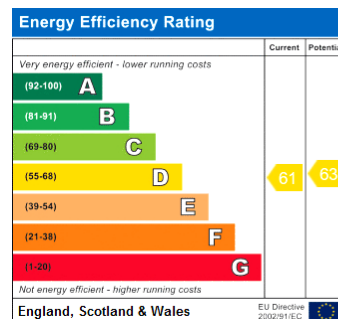 Energy Efficiency Rating
Current Potentia
Very energy efficient - lower running costs
(92-100) A
(81-91) B
(69-80) C
(55-68) D 61 63
(39-54) E
(21-38) F
(1-20) G
Not energy efficient - higher running costs
England, Scotland & Wales
EU Directive
2002/91/EC